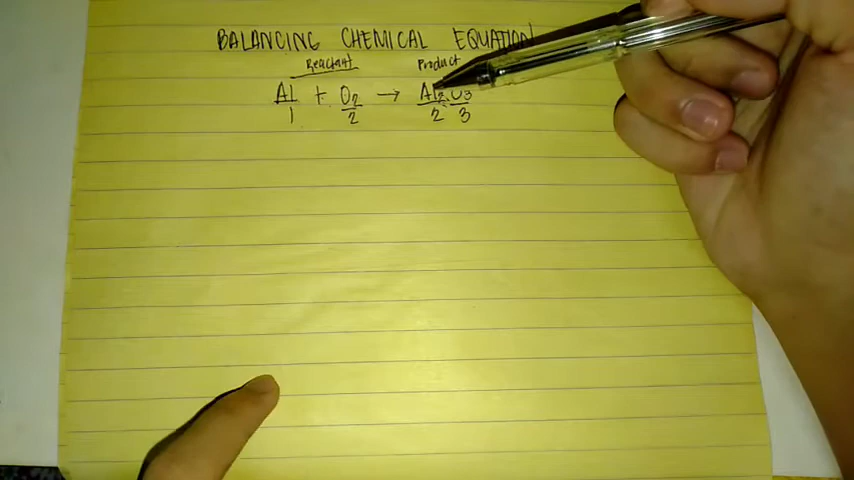 BALANCING CHEMICAL EQUATION
Reactant Product
Al + O2 → Al2O3
1 2 2 3